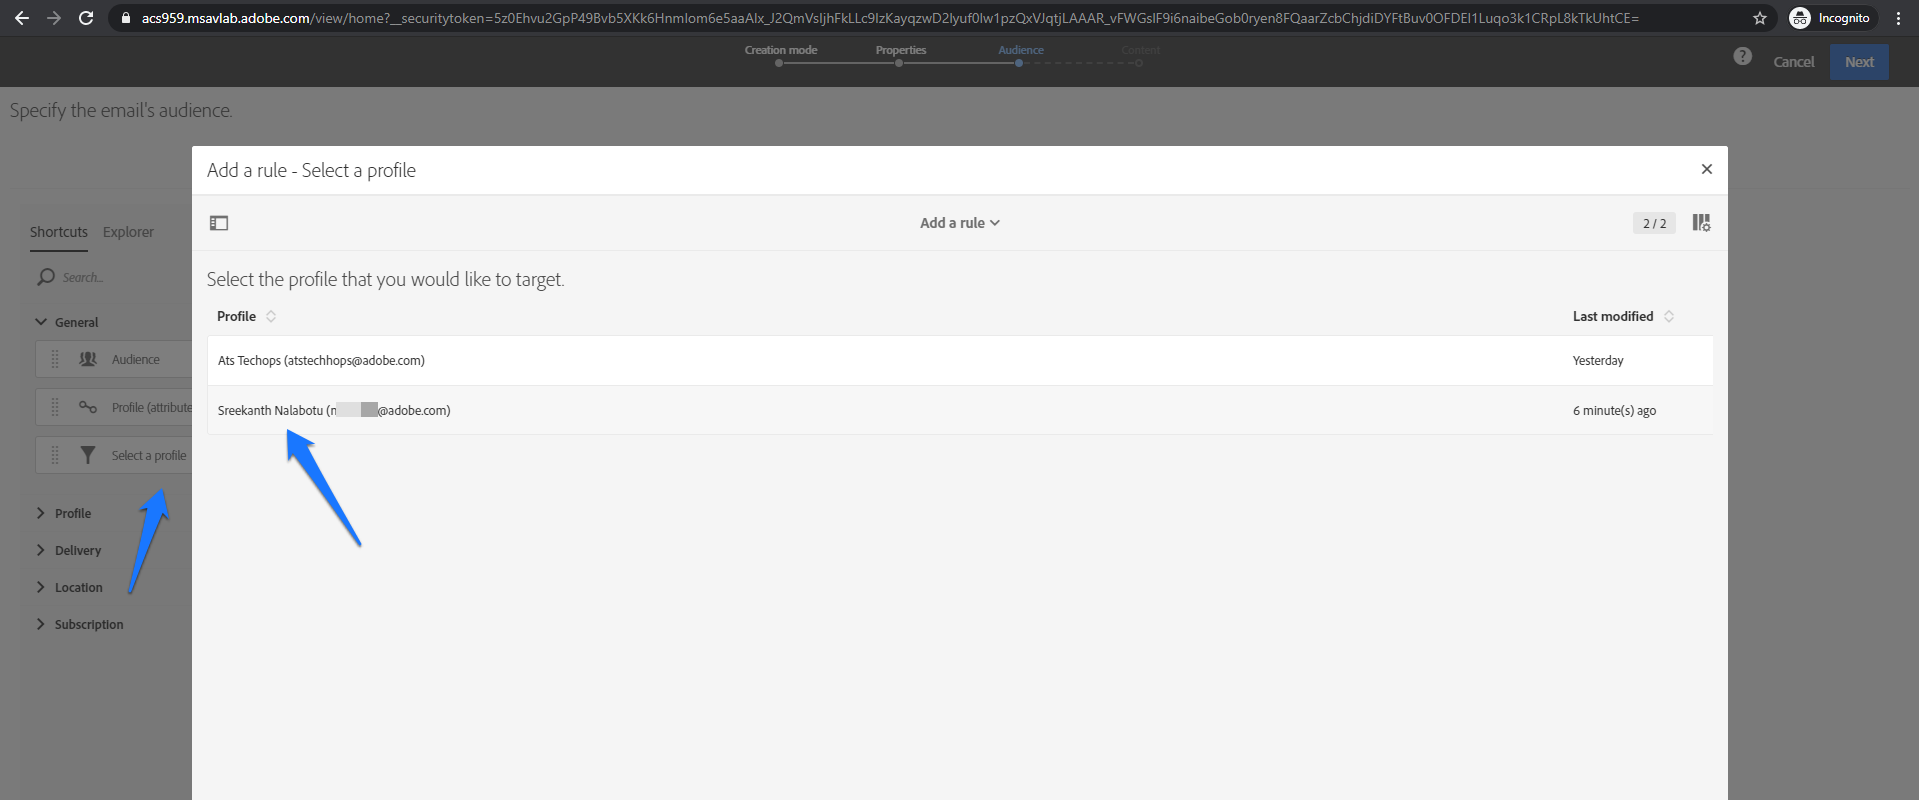 acs959.msavlab.adobe.com/view/home?__securitytoken=5z0Ehvu2GpP49Bvb5XKk6HnmIom6e5aaAIx_J2QmVsIjhFkLLc9IzKayqzwD2Iyuf0Iw1pzQxVJqtjLAAAR_vFWGsIF9i6naibeGob0ryen8FQaarZcbChjdiDYFtBuv0OFDEI1Luqo3k1CRpL8kTkUhtCE=
Incognito
Creation mode Properties Audience Content
? Cancel Next
Specify the email's audience.
Add a rule - Select a profile
Add a rule
2 / 2
Shortcuts Explorer
Search...
General
Audience
Profile (attribute
Select a profile
Profile
Delivery
Location
Subscription
Select the profile that you would like to target.
Profile Last modified
Ats Techops (atstechhops@adobe.com) Yesterday
Sreekanth Nalabotu ( @adobe.com) 6 minute(s) ago